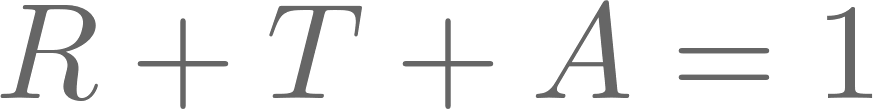 R + T + A = 1